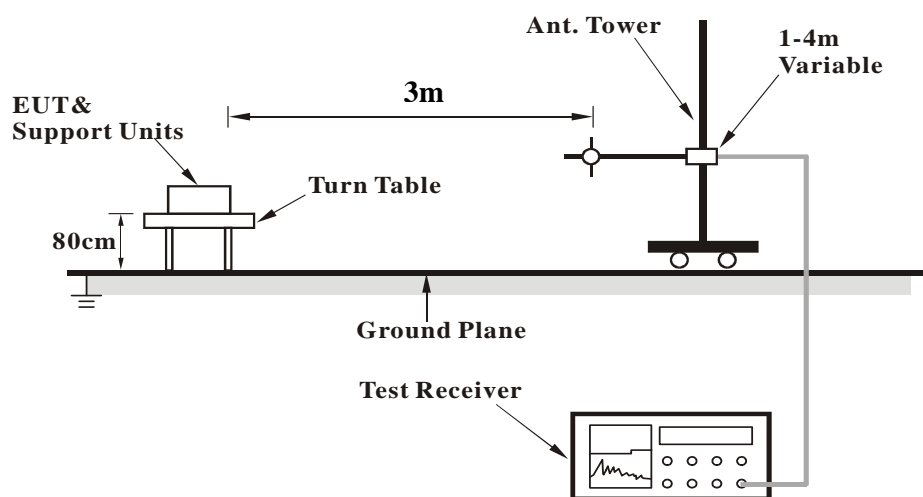 Ant. Tower
1-4m
Variable
3m
EUT&
Support Units
Turn Table
80cm
Ground Plane
Test Receiver